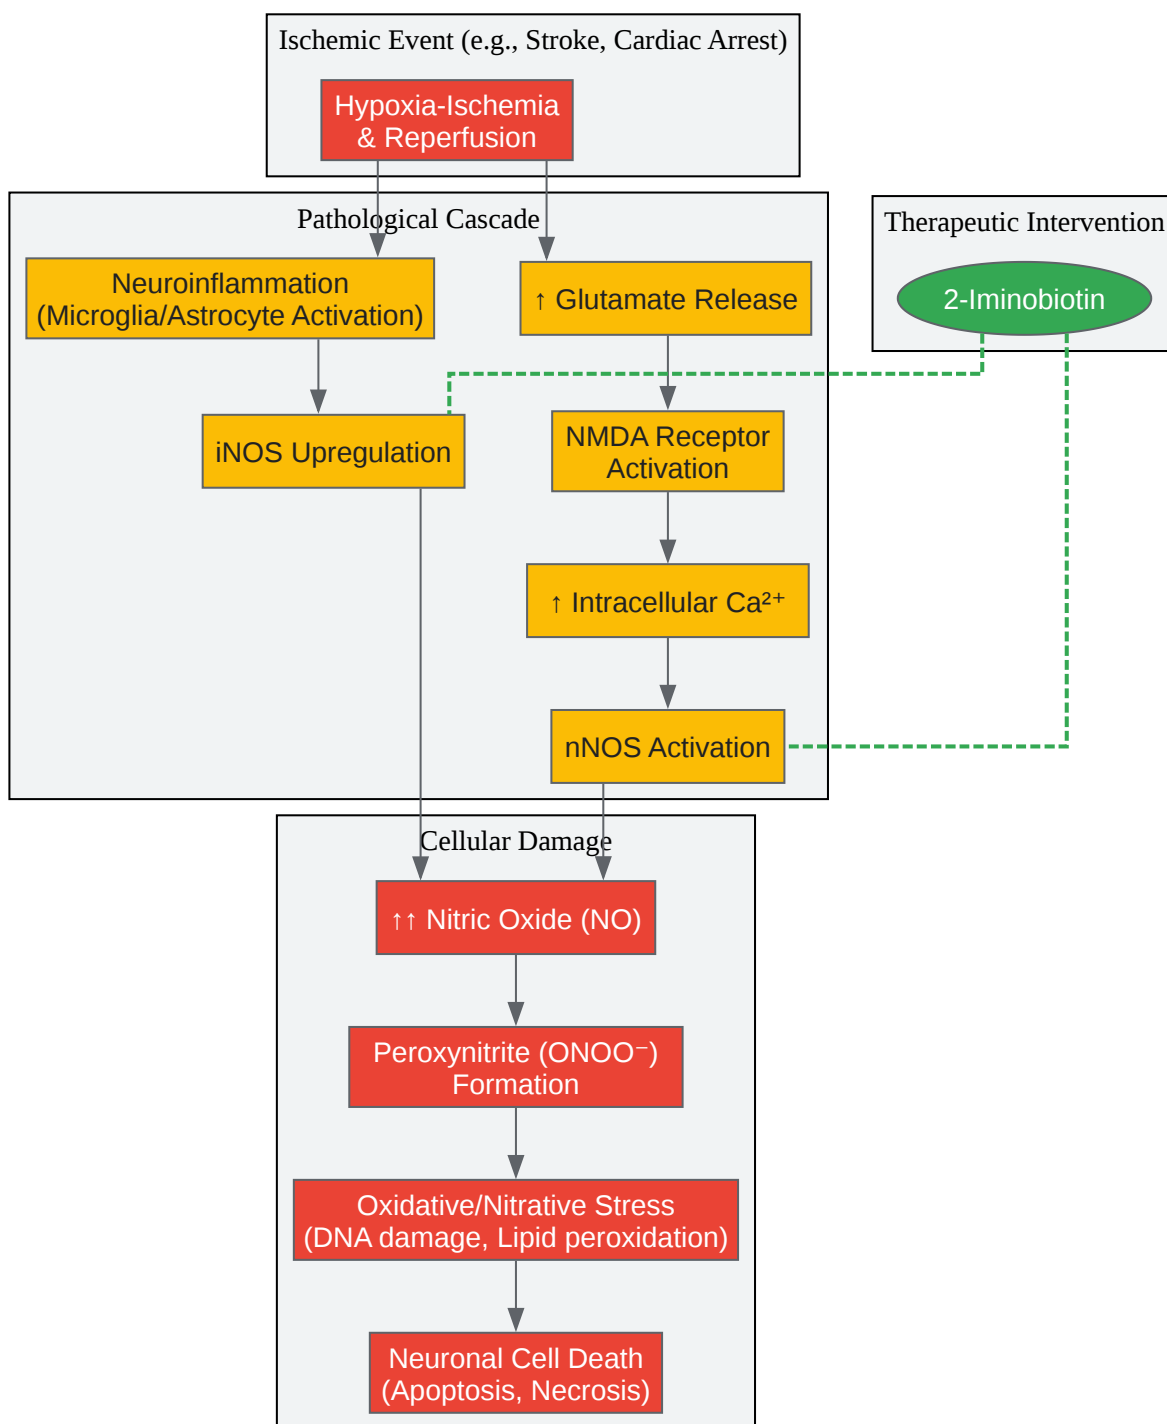 Ischemic Event (e.g., Stroke, Cardiac Arrest)
Hypoxia-Ischemia
& Reperfusion
Pathological Cascade
Neuroinflammation
(Microglia/Astrocyte Activation)
↑ Glutamate Release
iNOS Upregulation
NMDA Receptor
Activation
↑ Intracellular Ca²⁺
nNOS Activation
Therapeutic Intervention
2-Iminobiotin
Cellular Damage
↑↑ Nitric Oxide (NO)
Peroxynitrite (ONOO⁻)
Formation
Oxidative/Nitrative Stress
(DNA damage, Lipid peroxidation)
Neuronal Cell Death
(Apoptosis, Necrosis)